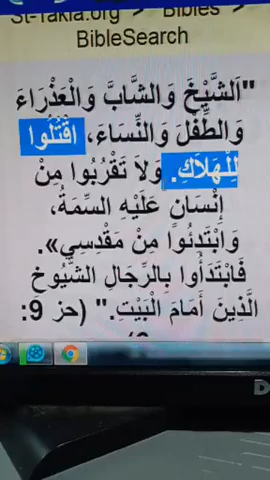 St-Takla.org > Bibles >
BibleSearch
"اَلشَّيْخَ وَالشَّابَّ وَالْعَذْرَاءَ
وَالطِّفْلَ وَالنِّسَاءَ، اقْتُلُوا
لِلْهَلاَكِ. وَلاَ تَقْرُبُوا مِنْ
إِنْسَانٍ عَلَيْهِ السِّمَةُ،
وَابْتَدِئُوا مِنْ مَقْدِسِي».
فَابْتَدَأُوا بِالرِّجَالِ الشُّيُوخِ
الَّذِينَ أَمَامَ الْبَيْتِ." (حز 9: